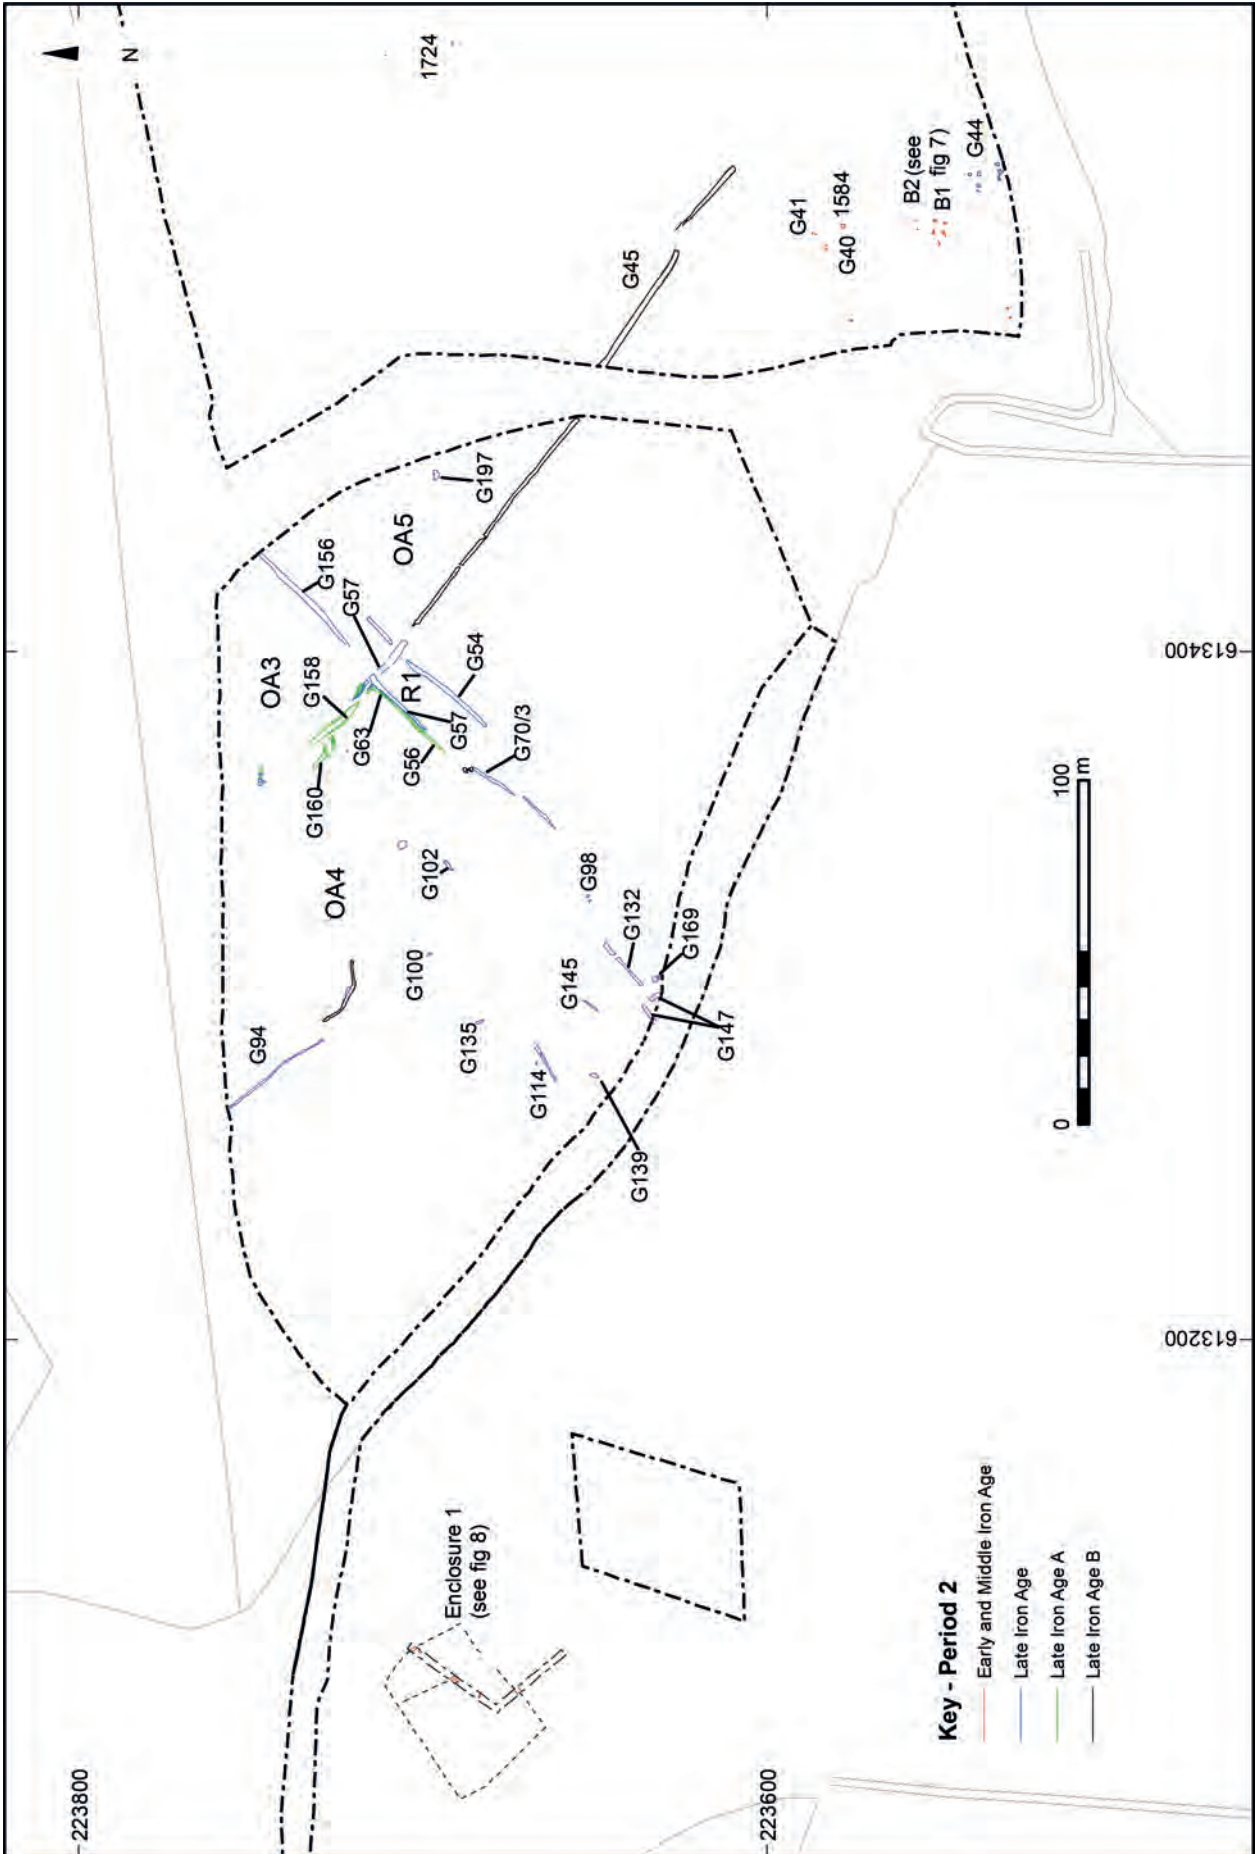 223800
223600
613200
613400
N
1724
G45
G41
G40
1584
B2 (see
B1 fig 7)
G44
G197
OA5
G156
G57
OA3
G158
R1
G54
G63
G57
G56
G70/3
G160
OA4
G102
G98
G132
G169
G100
G145
G147
G94
G135
G114
G139
Enclosure 1
(see fig 8)
0
100 m
Key - Period 2
Early and Middle Iron Age
Late Iron Age
Late Iron Age A
Late Iron Age B